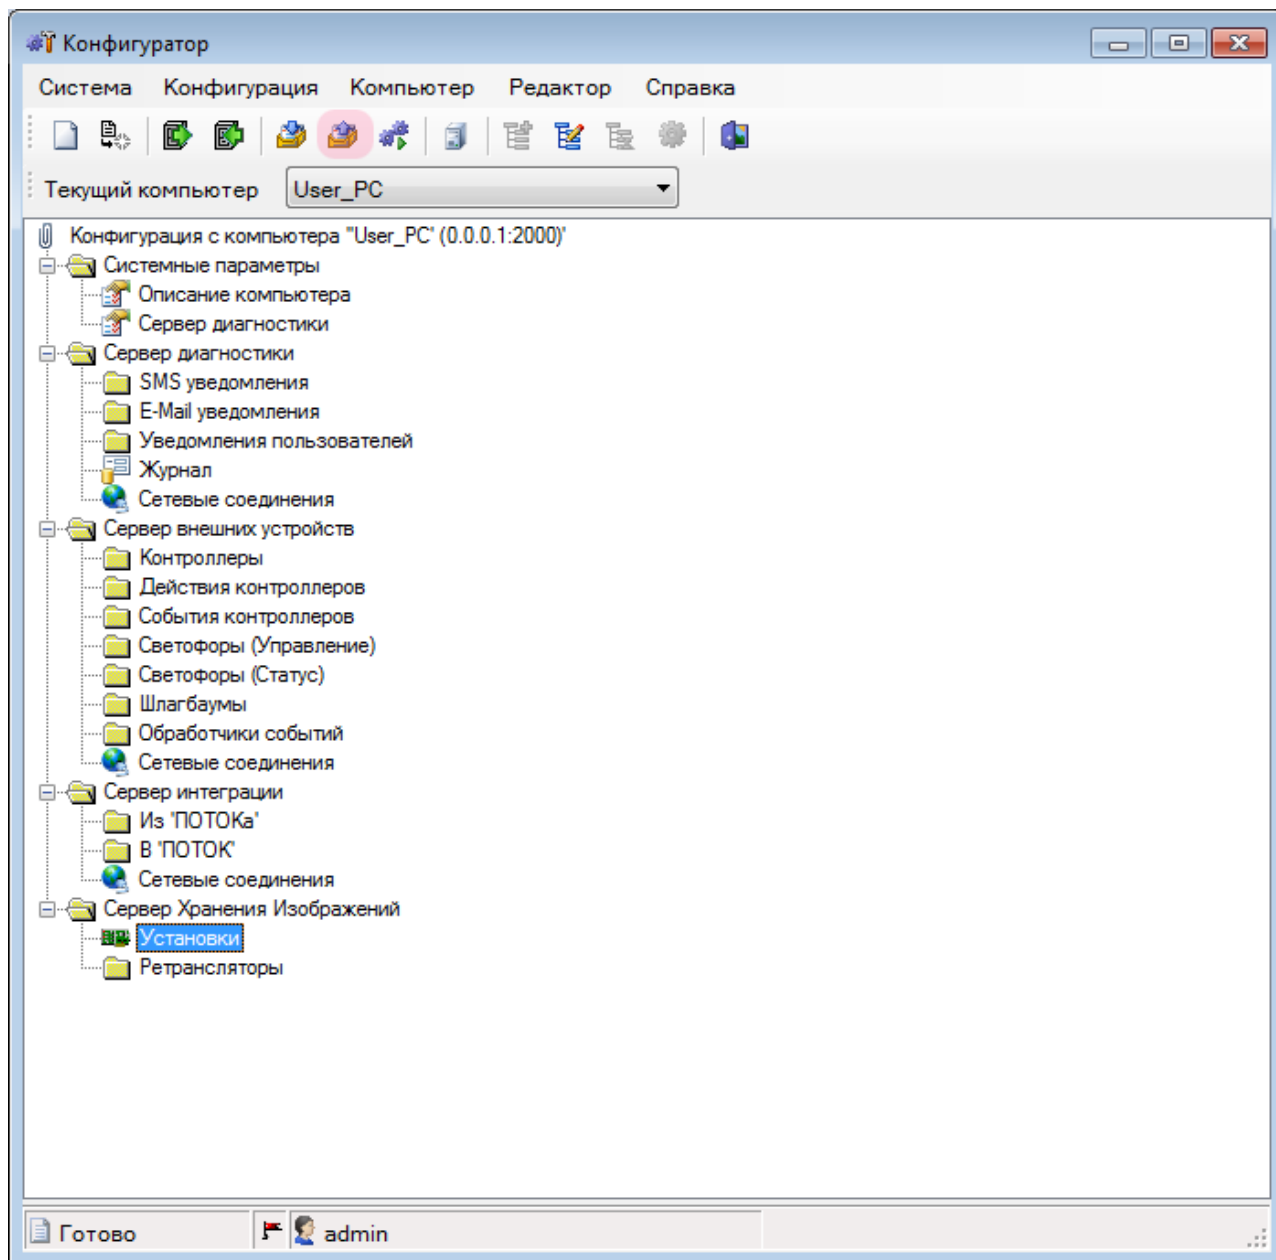 Конфигуратор
Система Конфигурация Компьютер Редактор Справка
Текущий компьютер User_PC
Конфигурация с компьютера "User_PC" (0.0.0.1:2000)'
Системные параметры
Описание компьютера
Сервер диагностики
Сервер диагностики
SMS уведомления
E-Mail уведомления
Уведомления пользователей
Журнал
Сетевые соединения
Сервер внешних устройств
Контроллеры
Действия контроллеров
События контроллеров
Светофоры (Управление)
Светофоры (Статус)
Шлагбаумы
Обработчики событий
Сетевые соединения
Сервер интеграции
Из 'ПОТОКа'
В 'ПОТОК'
Сетевые соединения
Сервер Хранения Изображений
Установки
Ретрансляторы
Готово admin